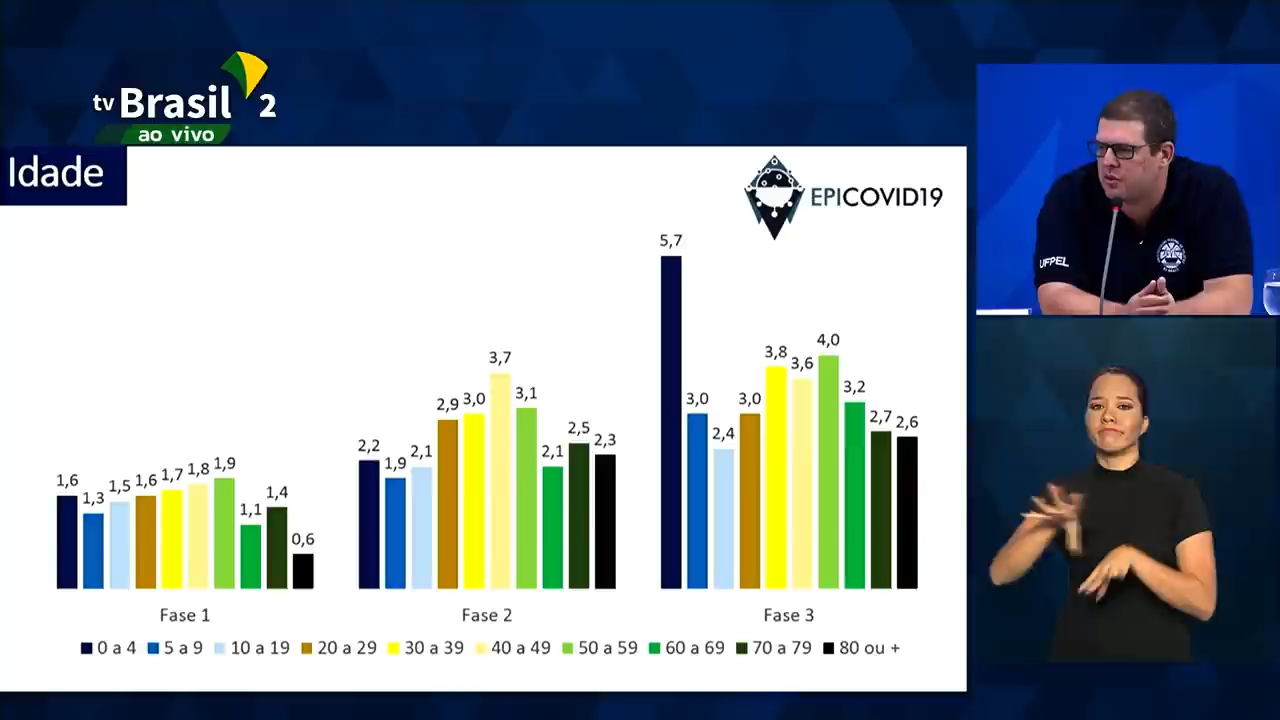 tv Brasil 2
ao vivo
Idade
EPICOVID19
UFPEL
5,7
3,0
2,4
3,0
3,8
3,6
4,0
3,2
2,7
2,6
2,2
1,9
2,1
2,9
3,0
3,7
3,1
2,1
2,5
2,3
1,6
1,3
1,5
1,6
1,7
1,8
1,9
1,1
1,4
0,6
Fase 1
Fase 2
Fase 3
0 a 4
5 a 9
10 a 19
20 a 29
30 a 39
40 a 49
50 a 59
60 a 69
70 a 79
80 ou +